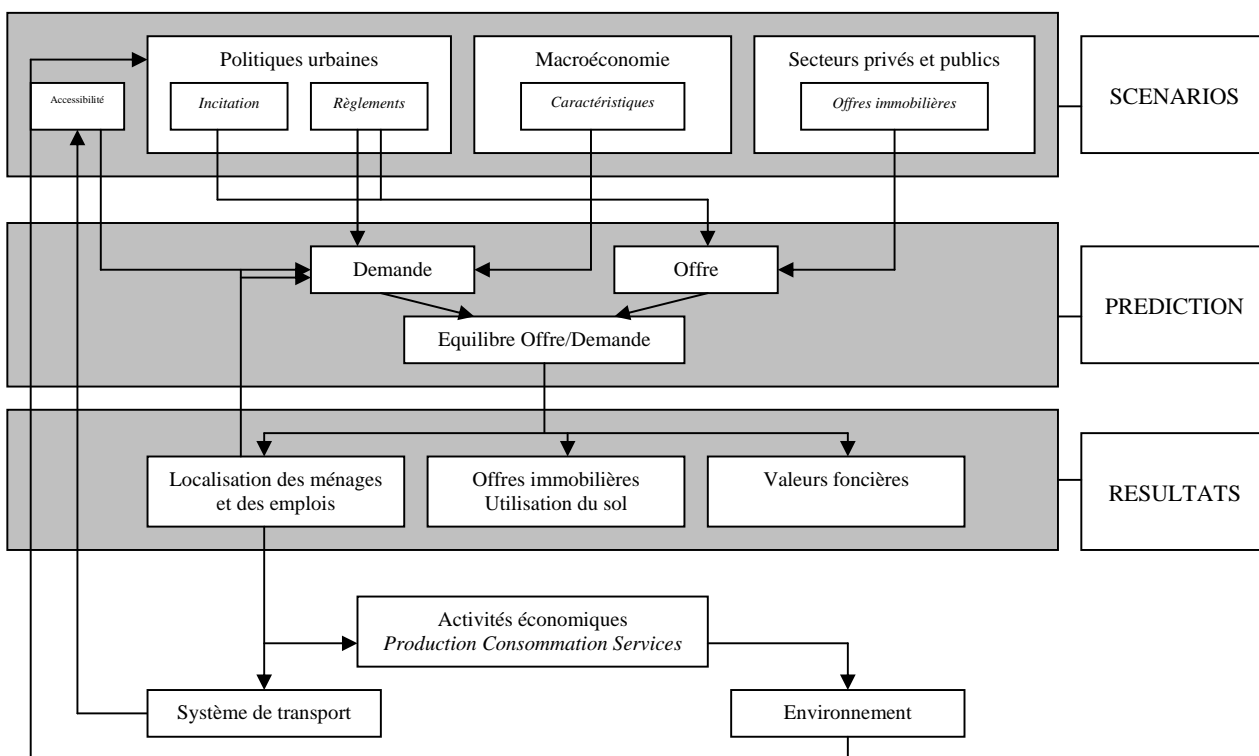 Politiques urbaines
Macroéconomie
Secteurs privés et publics
Accessibilité
Incitation
Règlements
Caractéristiques
Offres immobilières
SCENARIOS
Demande
Offre
Equilibre Offre/Demande
PREDICTION
Localisation des ménages
et des emplois
Offres immobilières
Utilisation du sol
Valeurs foncières
RESULTATS
Activités économiques
Production Consommation Services
Système de transport
Environnement